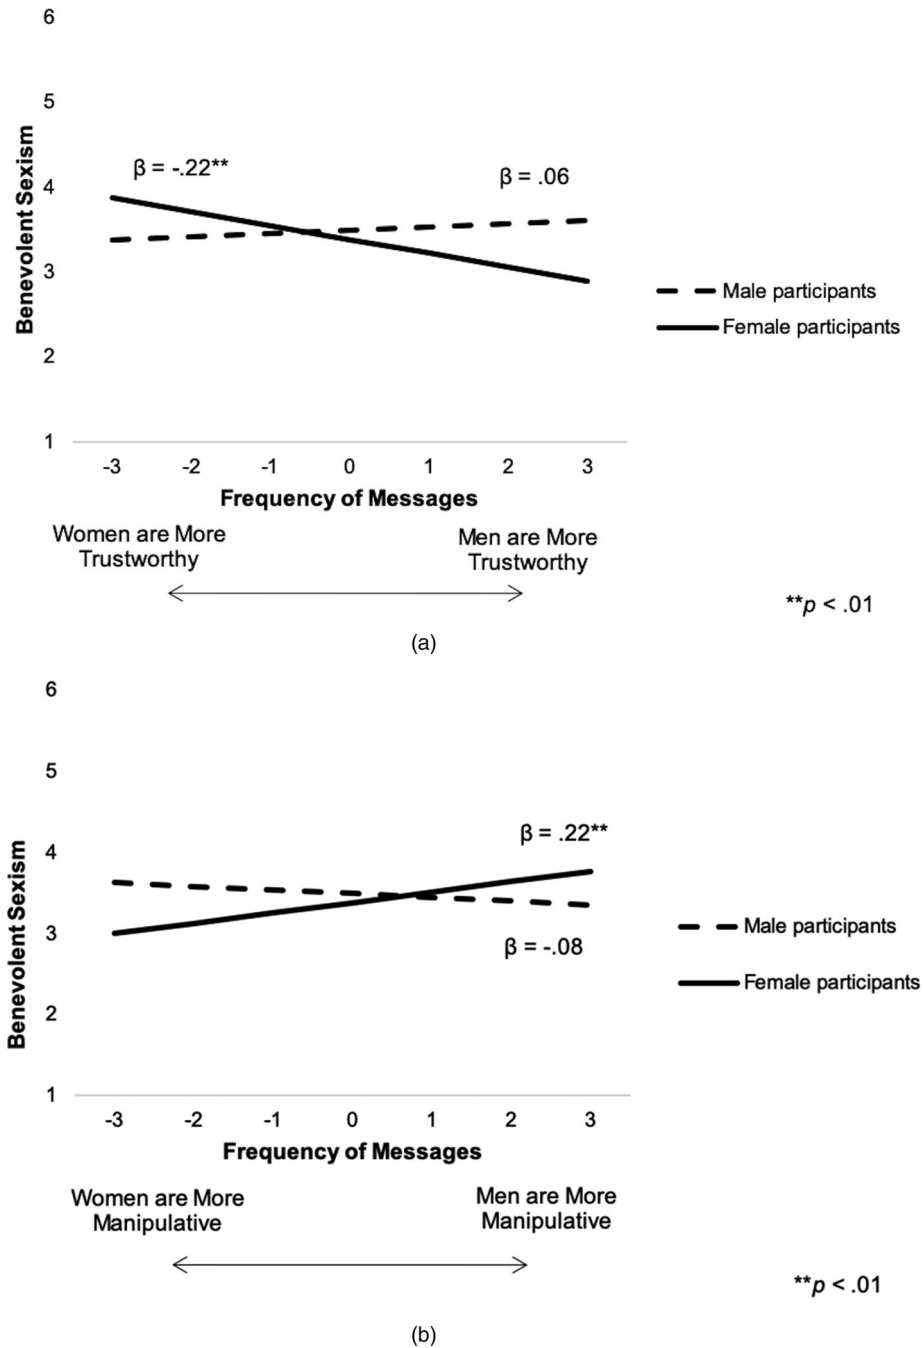 6
5
β = -.22**
β = .06
4
3
2
1
Benevolent Sexism
Male participants
Female participants
-3 -2 -1 0 1 2 3
Frequency of Messages
Women are More
Trustworthy
Men are More
Trustworthy
**p < .01
(a)
6
5
β = .22**
4
3
β = -.08
2
1
Benevolent Sexism
Male participants
Female participants
-3 -2 -1 0 1 2 3
Frequency of Messages
Women are More
Manipulative
Men are More
Manipulative
**p < .01
(b)